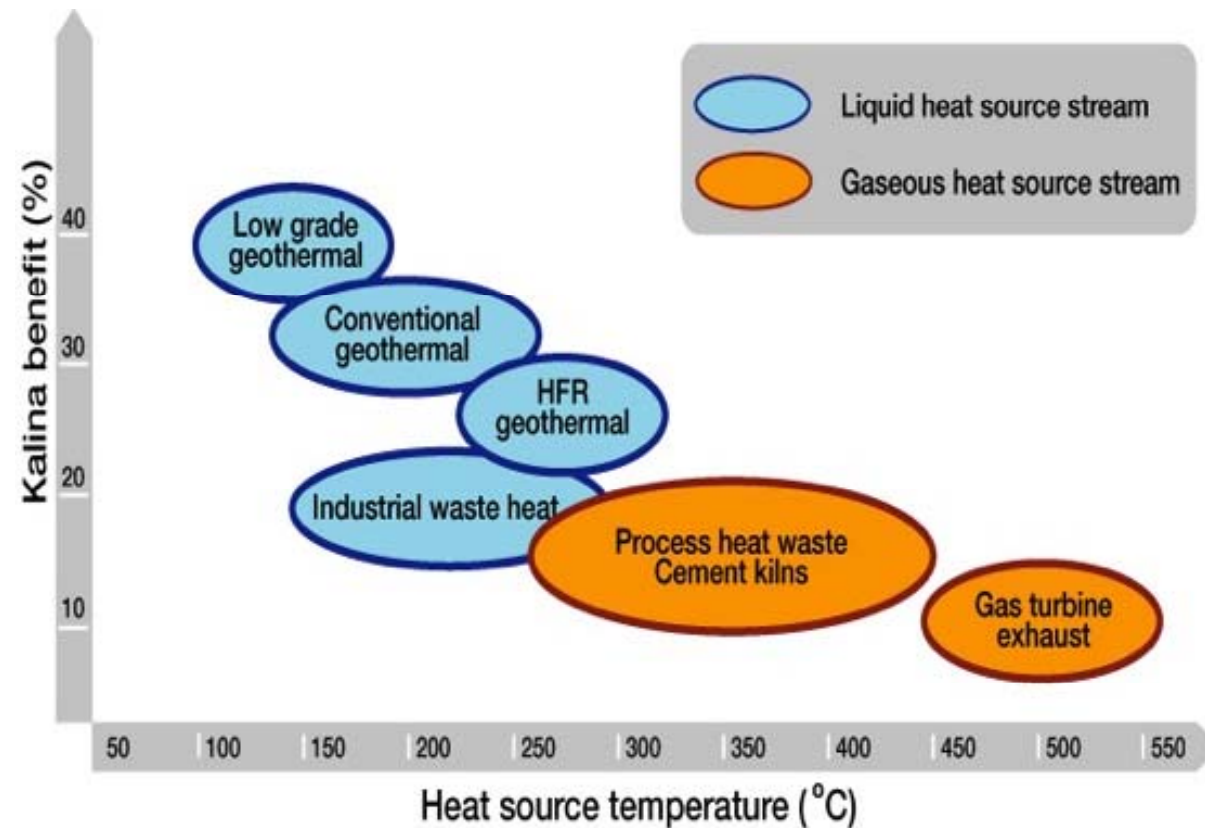 Liquid heat source stream
Gaseous heat source stream
Kalina benefit (%)
40
30
20
10
Low grade
geothermal
Conventional
geothermal
HFR
geothermal
Industrial waste heat
Process heat waste
Cement kilns
Gas turbine
exhaust
50 100 150 200 250 300 350 400 450 500 550
Heat source temperature (°C)